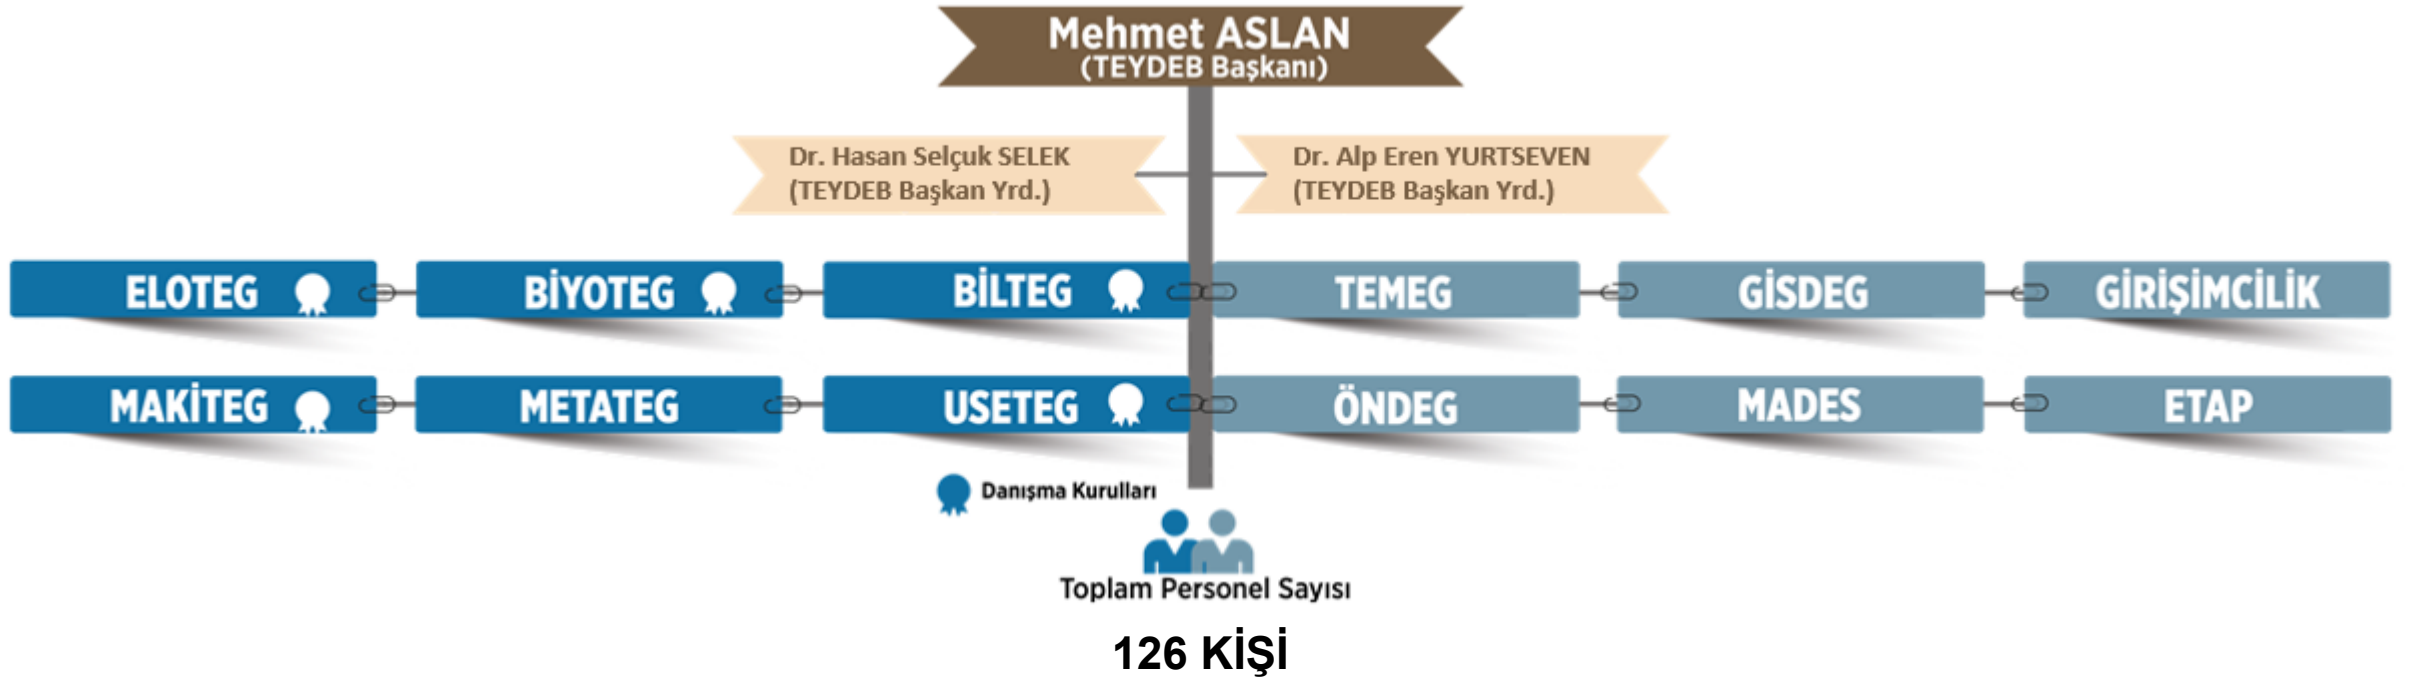 Mehmet ASLAN
(TEYDEB Başkanı)
Dr. Hasan Selçuk SELEK
(TEYDEB Başkan Yrd.)
Dr. Alp Eren YURTSEVEN
(TEYDEB Başkan Yrd.)
ELOTEG
BİYOTEG
BİLTEG
TEMEG
GİSDEG
GİRİŞİMCİLİK
MAKİTEG
METATEG
USETEG
ÖNDEG
MADES
ETAP
Danışma Kurulları
Toplam Personel Sayısı
126 KİŞİ